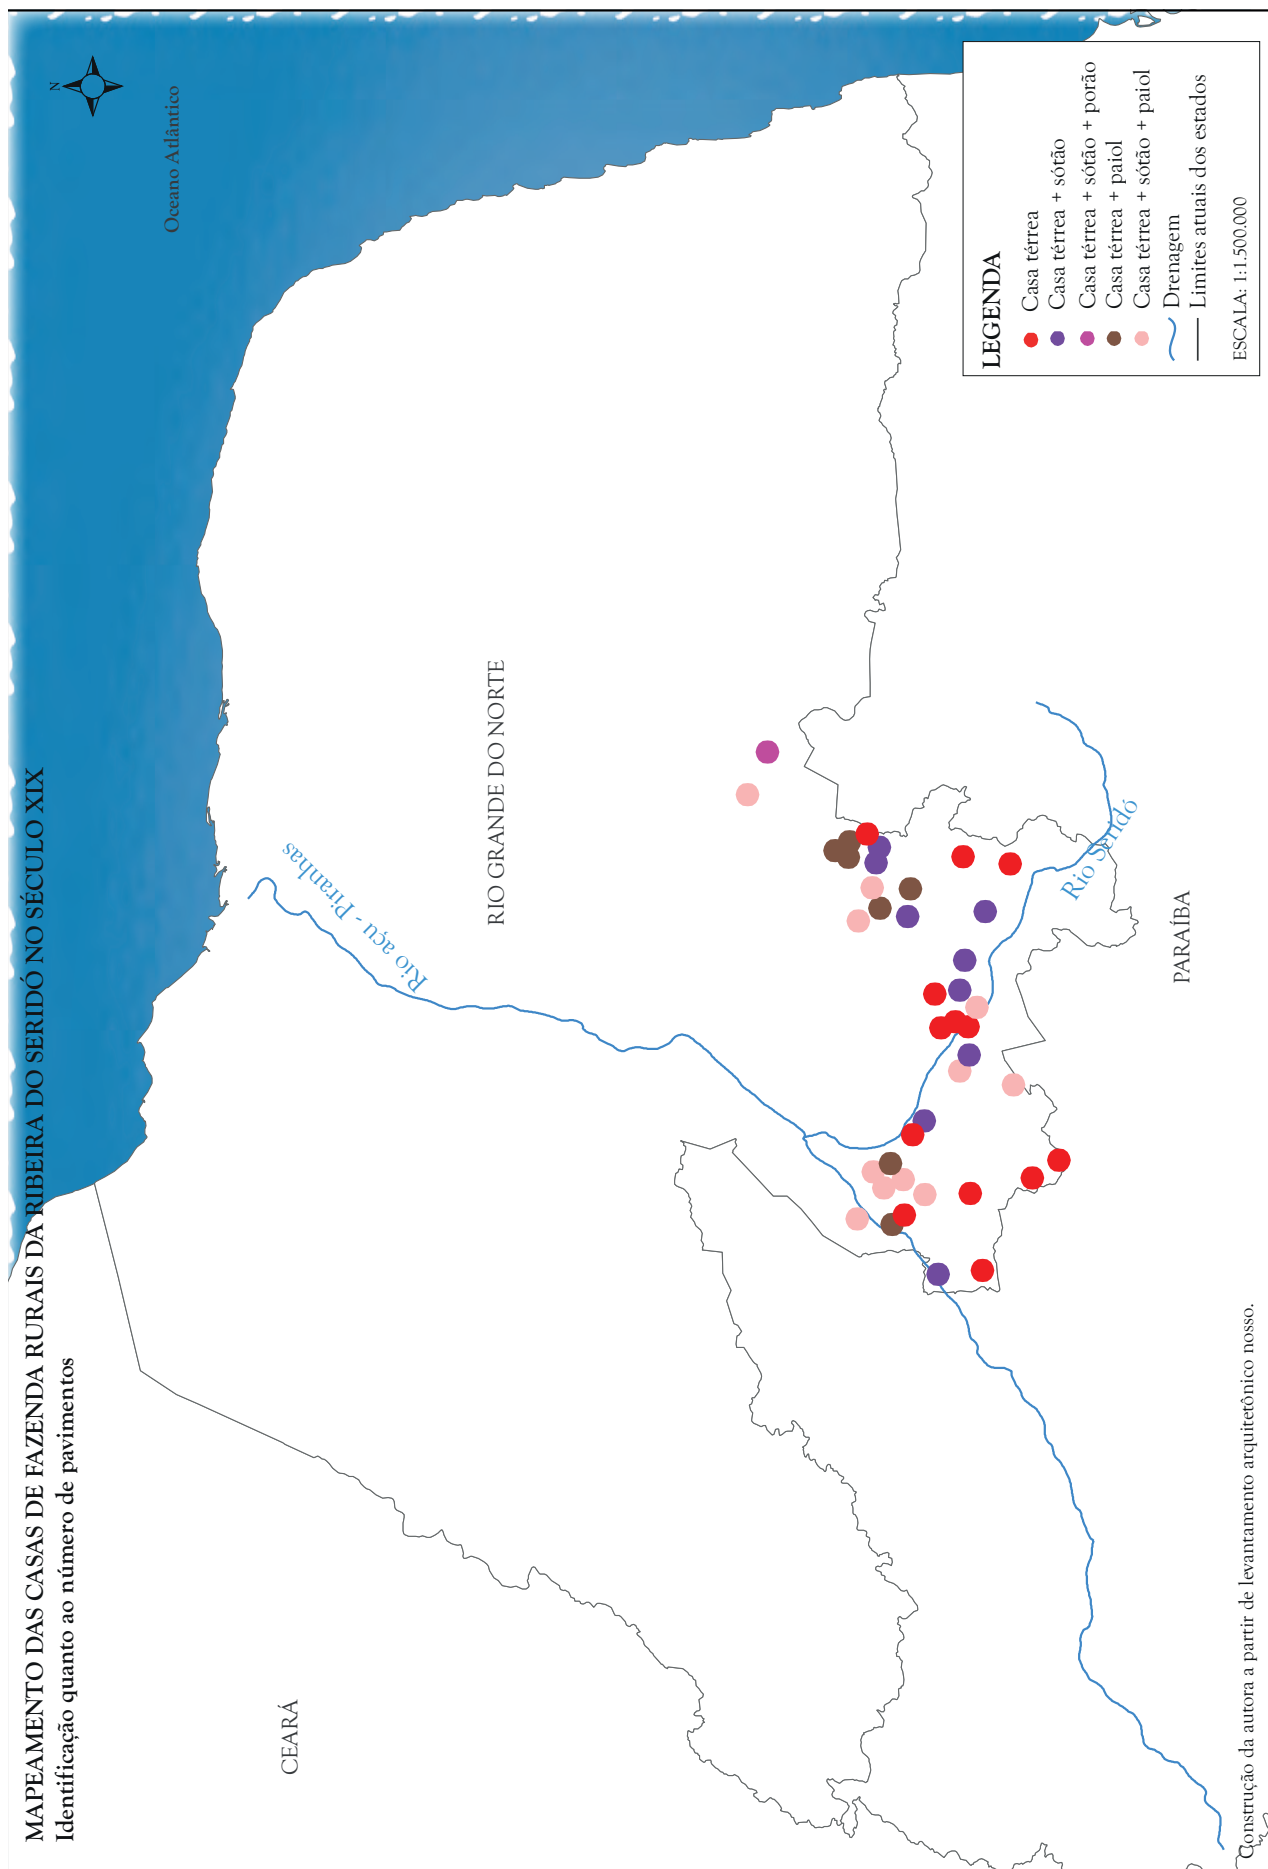 MAPEAMENTO DAS CASAS DE FAZENDA RURAIS DA RIBEIRA DO SERIDÓ NO SÉCULO XIX
Identificação quanto ao número de pavimentos
N
Oceano Atlântico
CEARÁ
RIO GRANDE DO NORTE
Rio açu - Piranhas
Rio Seridó
PARAÍBA
LEGENDA
Casa térrea
Casa térrea + sótão
Casa térrea + sótão + porão
Casa térrea + paiol
Casa térrea + sótão + paiol
Drenagem
Limites atuais dos estados
ESCALA: 1:1.500.000
Construção da autora a partir de levantamento arquitetônico nosso.